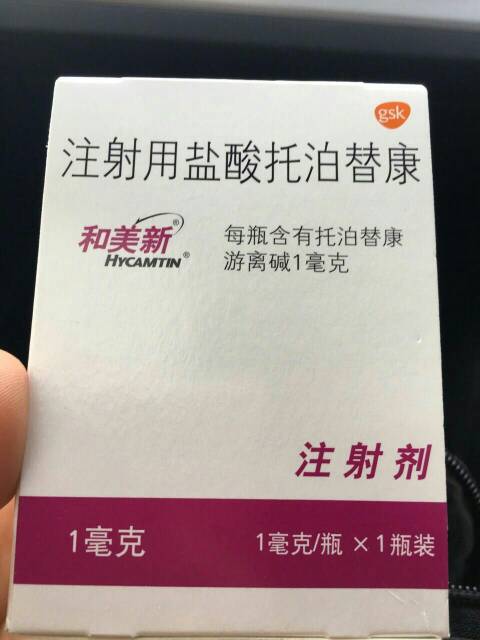 gsk
注射用盐酸托泊替康
和美新®
HYCAMTIN®
每瓶含有托泊替康
游离碱1毫克
注射剂
1毫克
1毫克/瓶 × 1瓶装